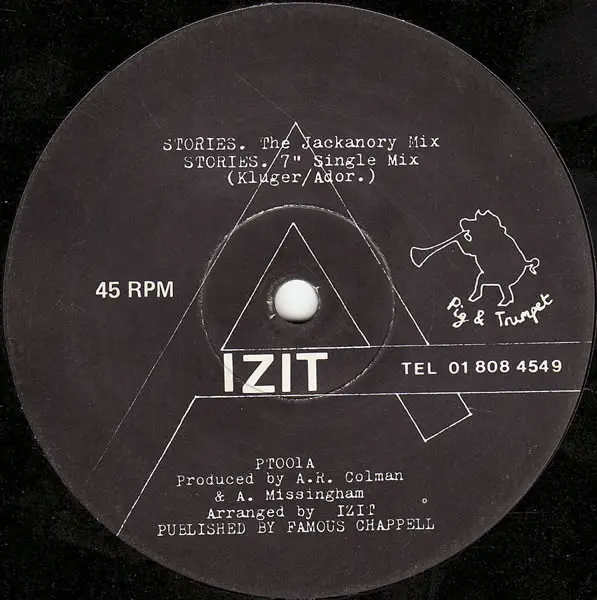 STORIES. The Jackanory Mix
STORIES. 7" Single Mix
(Kluger/Ador.)
45 RPM
Pig & Trumpet
IZIT
TEL 01 808 4549
PT001A
Produced by A.R. Colman
& A. Missingham
Arranged by IZIT
PUBLISHED BY FAMOUS CHAPPELL